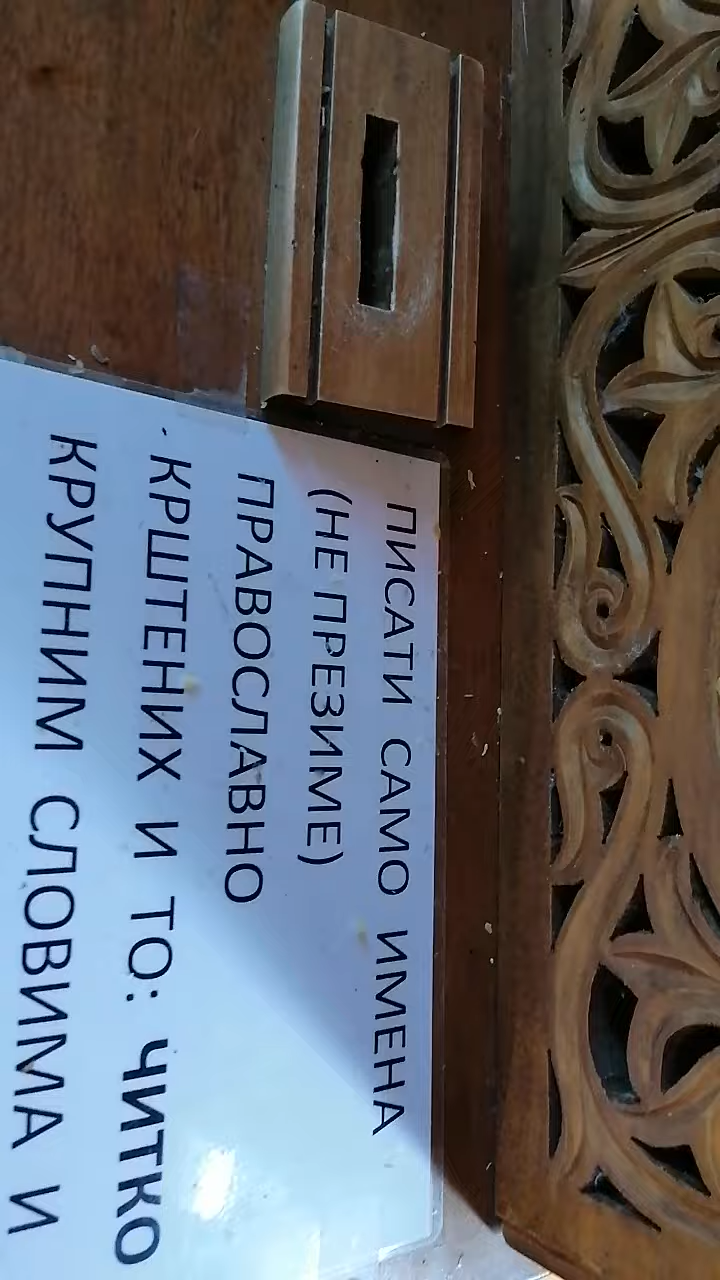 ПИСАТИ САМО ИМЕНА
(НЕ ПРЕЗИМЕ)
ПРАВОСЛАВНО
КРШТЕНИХ И ТО: ЧИТКО
КРУПНИМ СЛОВИМА И